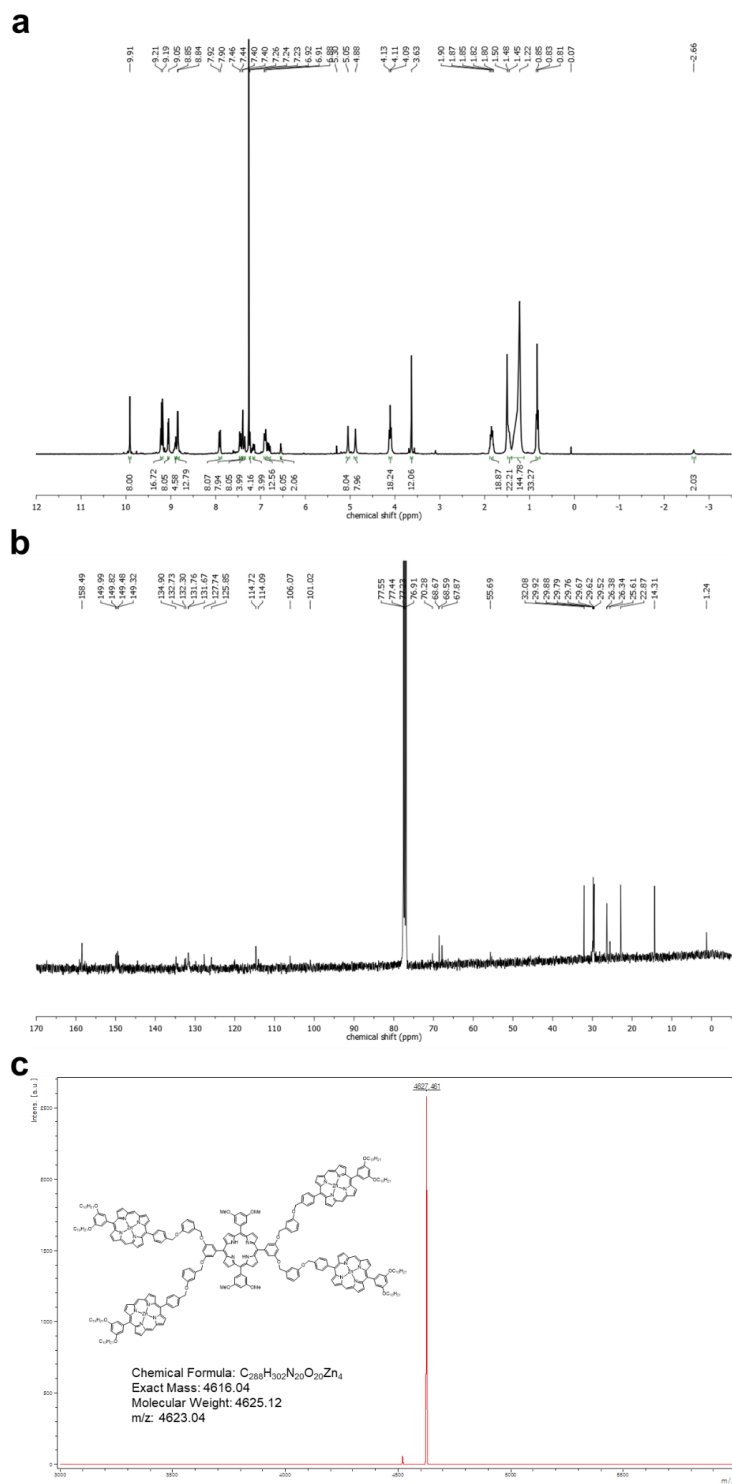 a
9.91 9.21 9.19 9.05 8.85 8.84 7.92 7.90 7.46 7.44 7.40 7.40 7.26 7.24 7.23 6.92 6.91 6.88 5.30 5.05 4.88 4.13 4.11 4.09 3.63 1.90 1.87 1.85 1.82 1.80 1.50 1.48 1.45 1.22 0.85 0.83 0.81 0.07 -2.66
8.00 16.72 8.05 4.58 12.79 8.07 7.94 8.05 3.99 4.16 3.99 12.56 6.05 2.06 8.04 7.96 18.24 12.06 18.87 22.21 144.78 33.27 2.03
12 11 10 9 8 7 6 5 4 3 2 1 0 -1 -2 -3
chemical shift (ppm)
b
158.49 149.99 149.82 149.48 149.32 134.90 132.73 132.30 131.76 131.67 127.74 125.85 114.72 114.09 106.07 101.02 77.55 77.44 77.23 76.91 70.28 68.67 68.59 67.87 55.69 32.08 29.92 29.88 29.79 29.76 29.67 29.62 29.52 26.38 26.34 25.61 22.87 14.31 1.24
170 160 150 140 130 120 110 100 90 80 70 60 50 40 30 20 10 0
chemical shift (ppm)
c
Intens. [a.u.]
4627.461
2500
2000
1500
1000
500
0
MeO OMe
MeO OMe
Chemical Formula: C288H302N20O20Zn4
Exact Mass: 4616.04
Molecular Weight: 4625.12
m/z: 4623.04
m/z